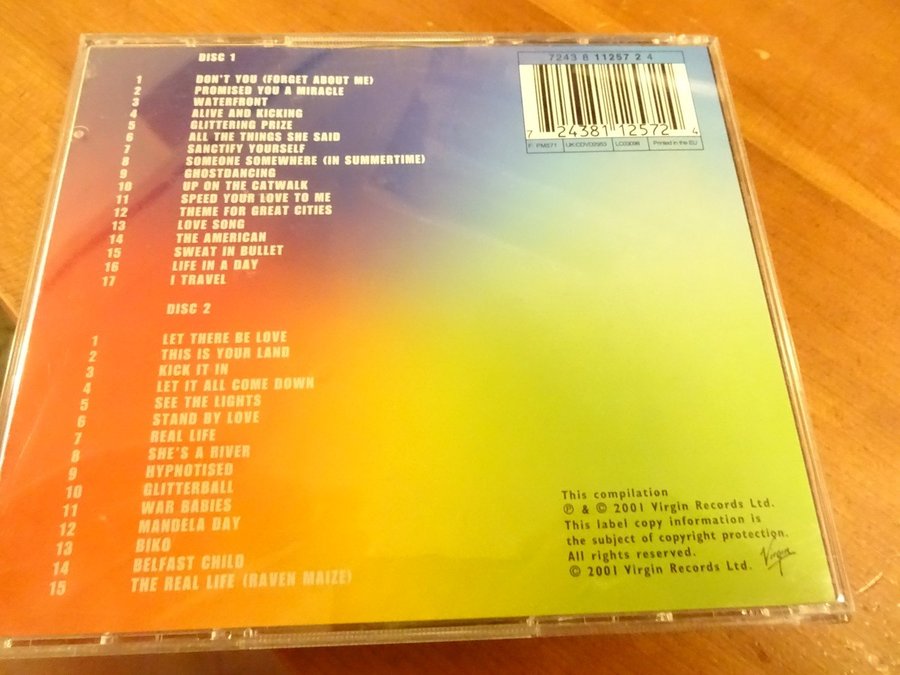 DISC 1
1 DON'T YOU (FORGET ABOUT ME)
2 PROMISED YOU A MIRACLE
3 WATERFRONT
4 ALIVE AND KICKING
5 GLITTERING PRIZE
6 ALL THE THINGS SHE SAID
7 SANCTIFY YOURSELF
8 SOMEONE SOMEWHERE (IN SUMMERTIME)
9 GHOSTDANCING
10 UP ON THE CATWALK
11 SPEED YOUR LOVE TO ME
12 THEME FOR GREAT CITIES
13 LOVE SONG
14 THE AMERICAN
15 SWEAT IN BULLET
16 LIFE IN A DAY
17 I TRAVEL
DISC 2
1 LET THERE BE LOVE
2 THIS IS YOUR LAND
3 KICK IT IN
4 LET IT ALL COME DOWN
5 SEE THE LIGHTS
6 STAND BY LOVE
7 REAL LIFE
8 SHE'S A RIVER
9 HYPNOTISED
10 GLITTERBALL
11 WAR BABIES
12 MANDELA DAY
13 BIKO
14 BELFAST CHILD
15 THE REAL LIFE (RAVEN MAIZE)
7243 8 11257 2 4
7 24381 12572 4
F: PM571 UK:CDVD2953 LC03098 Printed in the EU
This compilation
℗ & © 2001 Virgin Records Ltd.
This label copy information is
the subject of copyright protection.
All rights reserved.
© 2001 Virgin Records Ltd.
Virgin